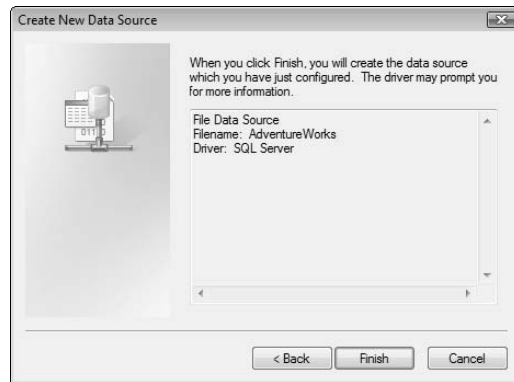 Create New Data Source
When you click Finish, you will create the data source
which you have just configured. The driver may prompt you
for more information.
File Data Source
Filename: AdventureWorks
Driver: SQL Server
< Back
Finish
Cancel